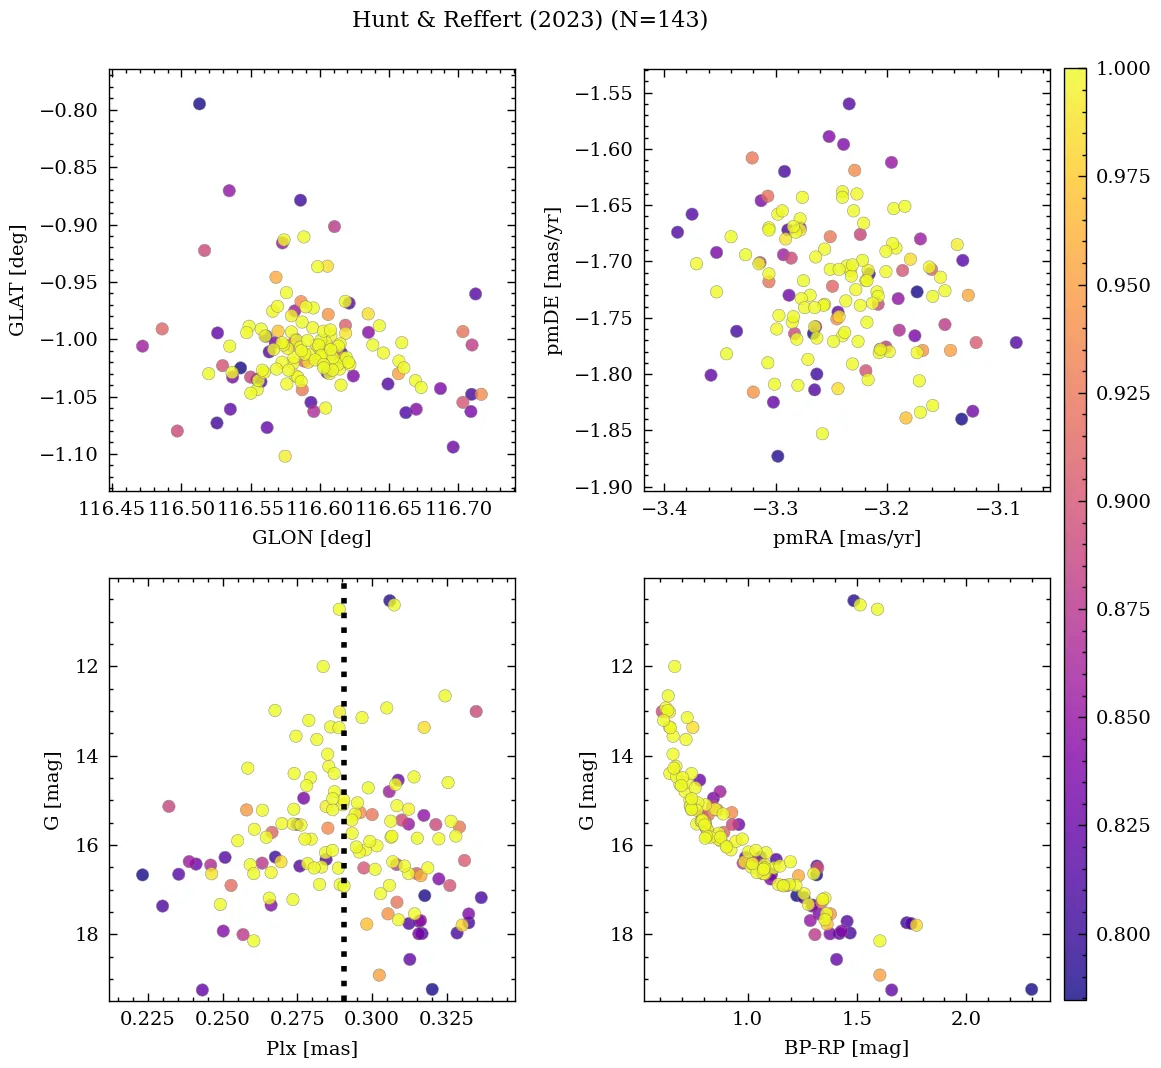 Hunt & Reffert (2023) (N=143)
−0.80
−0.85
−0.90
−0.95
−1.00
−1.05
−1.10
GLAT [deg]
116.45 116.50 116.55 116.60 116.65 116.70
GLON [deg]
−1.55
−1.60
−1.65
−1.70
−1.75
−1.80
−1.85
−1.90
pmDE [mas/yr]
−3.4 −3.3 −3.2 −3.1
pmRA [mas/yr]
12
14
16
18
G [mag]
0.225 0.250 0.275 0.300 0.325
Plx [mas]
12
14
16
18
G [mag]
1.0 1.5 2.0
BP-RP [mag]
1.000
0.975
0.950
0.925
0.900
0.875
0.850
0.825
0.800